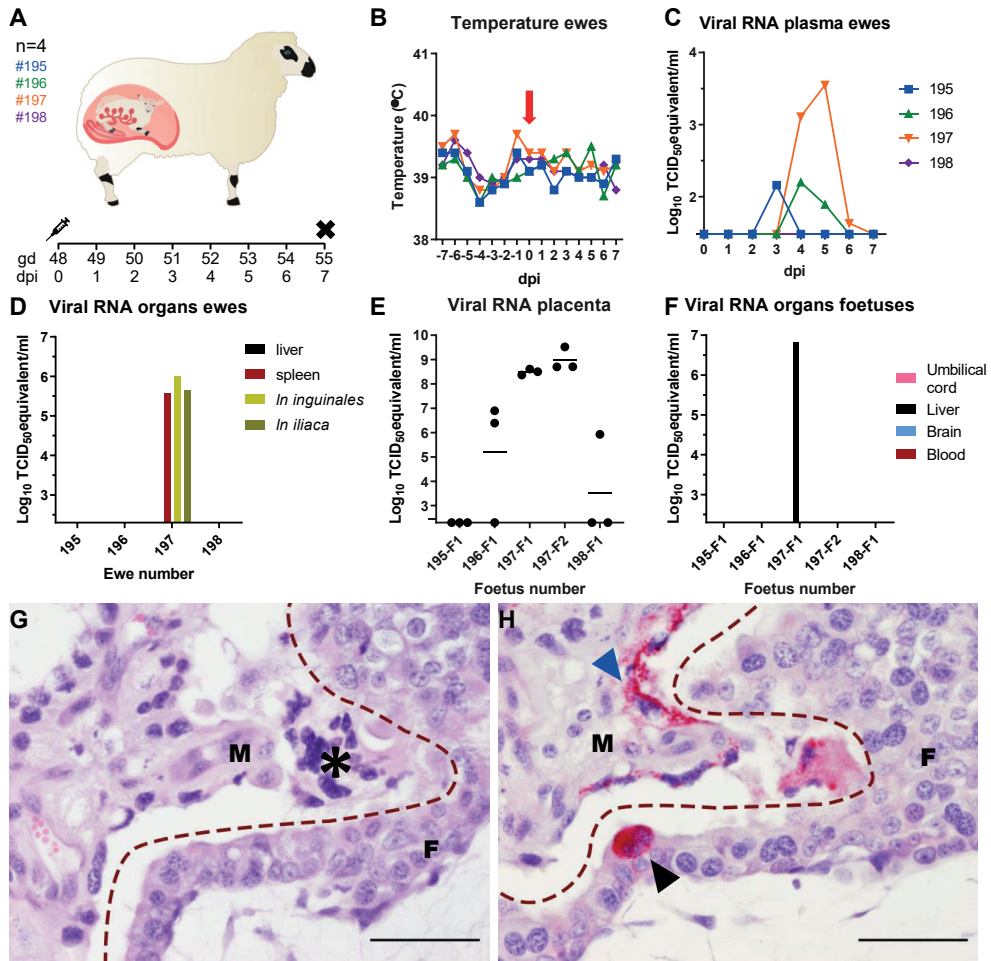 A
n=4
#195
#196
#197
#198
gd 48 49 50 51 52 53 54 55
dpi 0 1 2 3 4 5 6 7
B
Temperature ewes
Temperature (°C)
41
40
39
38
-7 -6 -5 -4 -3 -2 -1 0 1 2 3 4 5 6 7
dpi
C
Viral RNA plasma ewes
Log10 TCID50equivalent/ml
4
3
2
0 1 2 3 4 5 6 7
dpi
195
196
197
198
D
Viral RNA organs ewes
Log10 TCID50equivalent/ml
7
6
5
4
3
195 196 197 198
Ewe number
liver
spleen
ln inguinales
ln iliaca
E
Viral RNA placenta
Log10 TCID50equivalent/ml
10
9
8
7
6
5
4
3
195-F1 196-F1 197-F1 197-F2 198-F1
Foetus number
F
Viral RNA organs foetuses
Log10 TCID50equivalent/ml
7
6
5
4
3
195-F1 196-F1 197-F1 197-F2 198-F1
Foetus number
Umbilical
cord
Liver
Brain
Blood
G
M
*
F
H
M
F